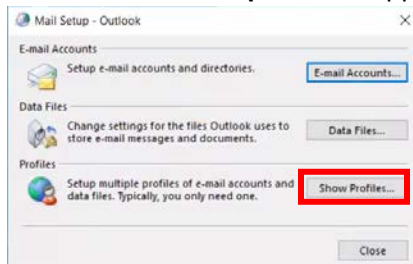 Mail Setup - Outlook
E-mail Accounts
Setup e-mail accounts and directories.
E-mail Accounts...
Data Files
Change settings for the files Outlook uses to
store e-mail messages and documents.
Data Files...
Profiles
Setup multiple profiles of e-mail accounts and
data files. Typically, you only need one.
Show Profiles...
Close